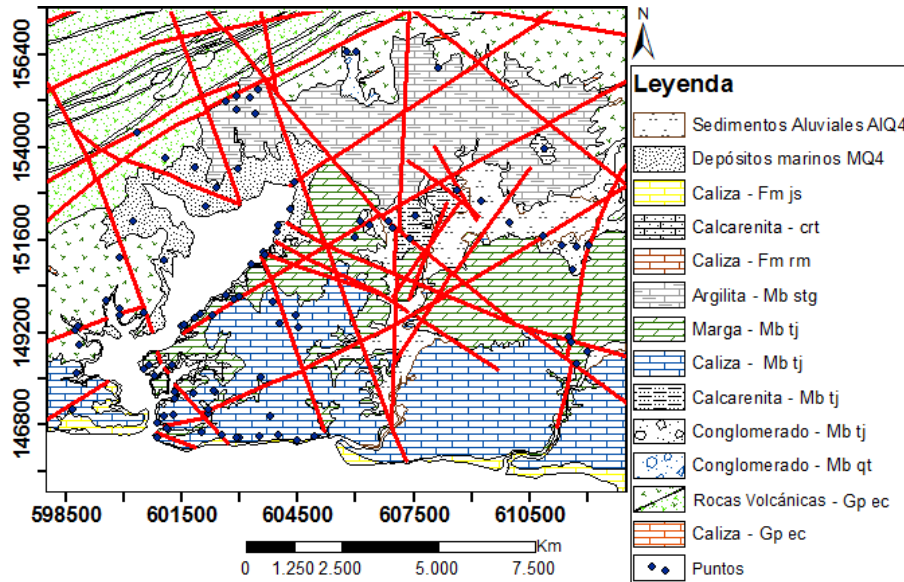 N
156400
154000
151600
149200
146800
598500 601500 604500 607500 610500
Km
0 1.250 2.500 5.000 7.500
Leyenda
Sedimentos Aluviales AlQ4
Depósitos marinos MQ4
Caliza - Fm js
Calcarenita - crt
Caliza - Fm rm
Argilita - Mb stg
Marga - Mb tj
Caliza - Mb tj
Calcarenita - Mb tj
Conglomerado - Mb tj
Conglomerado - Mb qt
Rocas Volcánicas - Gp ec
Caliza - Gp ec
Puntos